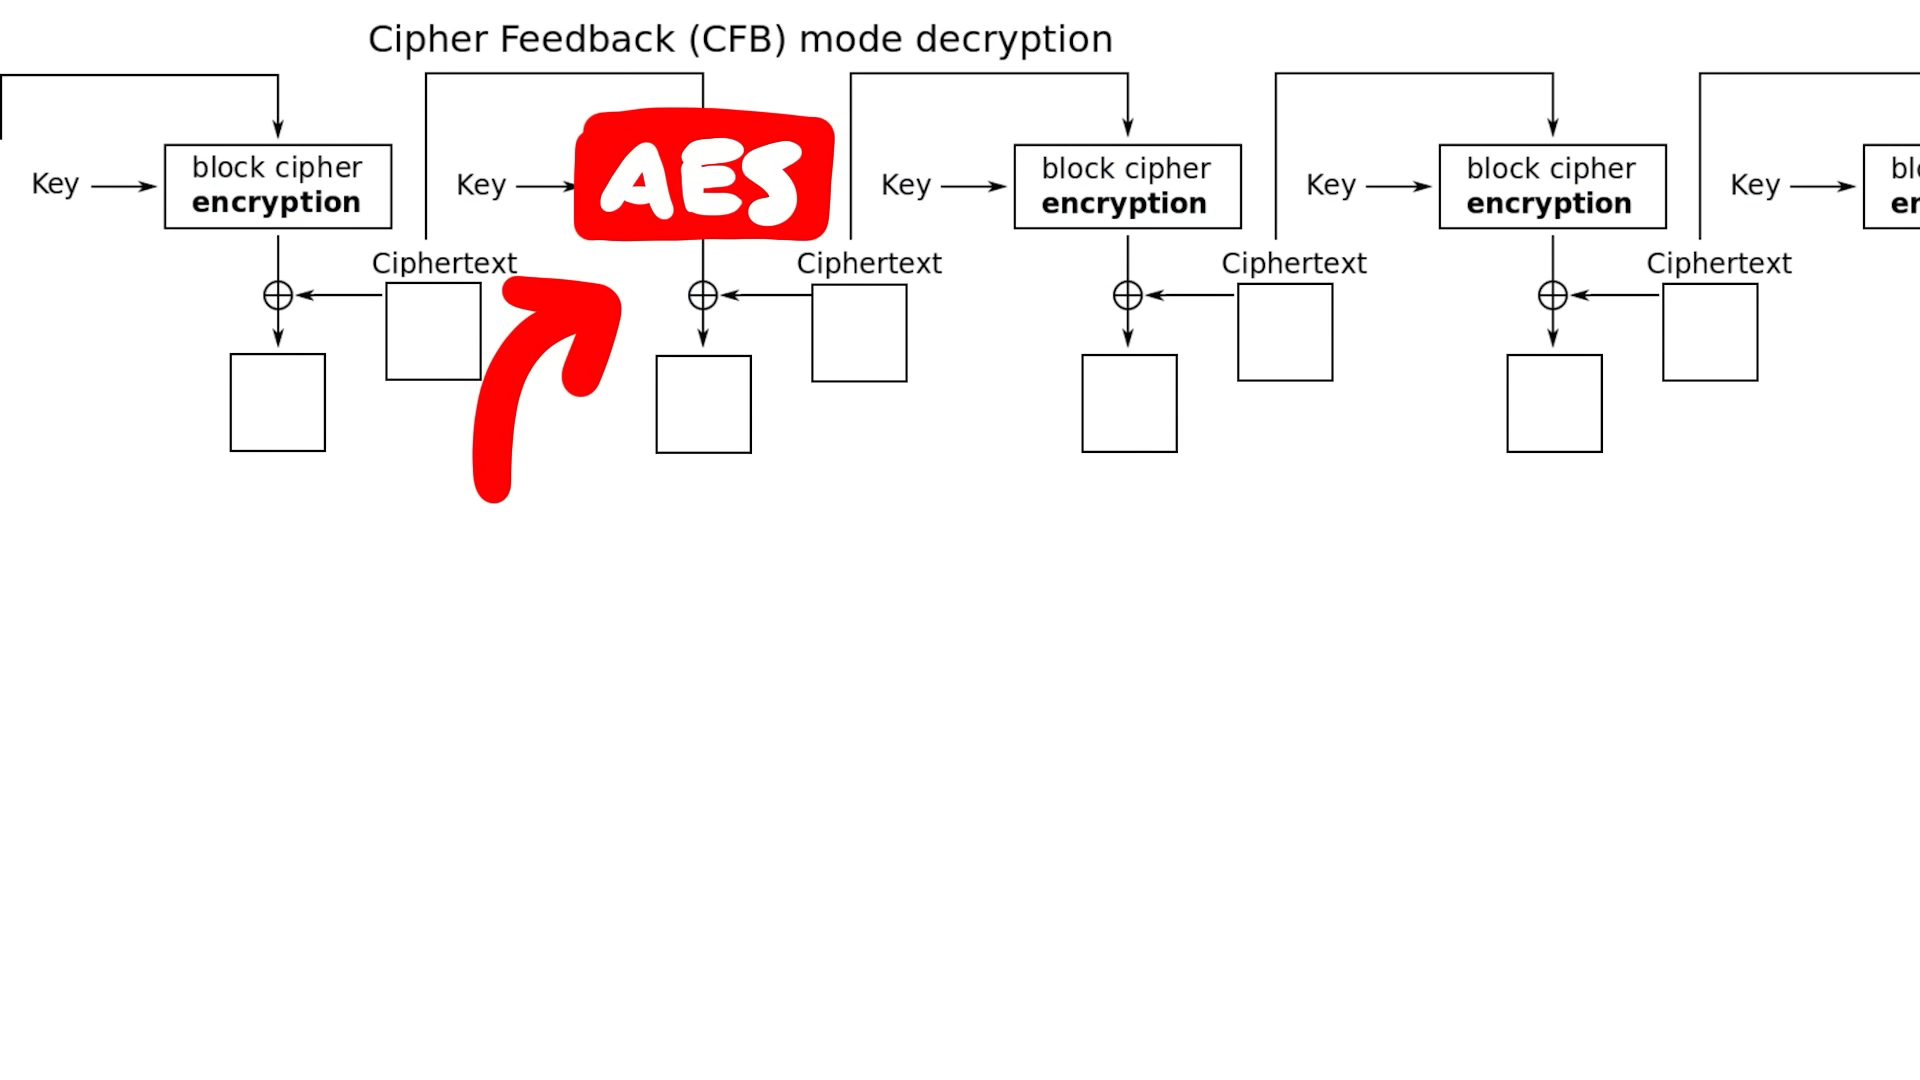 Cipher Feedback (CFB) mode decryption
Key
block cipher
encryption
Ciphertext
Key
AES
Ciphertext
Key
block cipher
encryption
Ciphertext
Key
block cipher
encryption
Ciphertext
Key